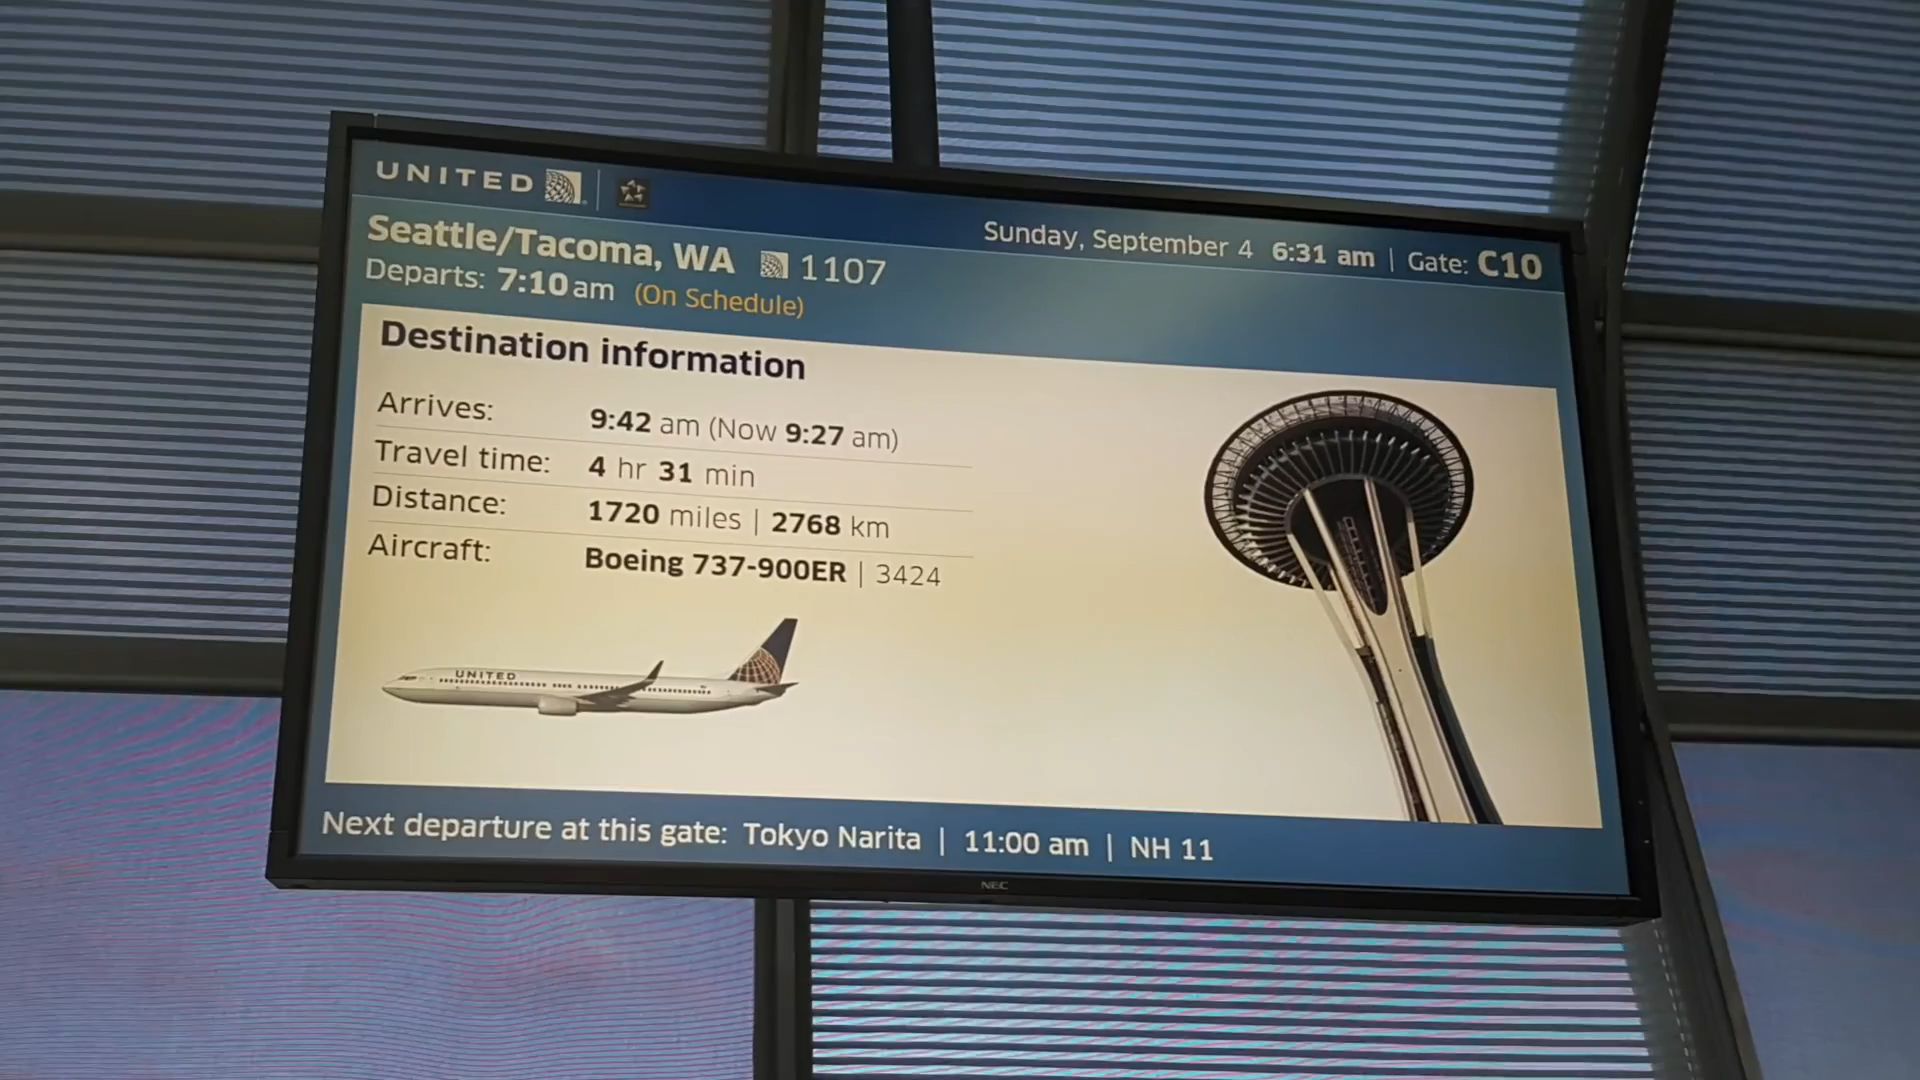 UNITED
Sunday, September 4 6:31 am | Gate: C10
Seattle/Tacoma, WA 1107
Departs: 7:10 am (On Schedule)
Destination information
Arrives: 9:42 am (Now 9:27 am)
Travel time: 4 hr 31 min
Distance: 1720 miles | 2768 km
Aircraft: Boeing 737-900ER | 3424
UNITED
Next departure at this gate: Tokyo Narita | 11:00 am | NH 11
NEC